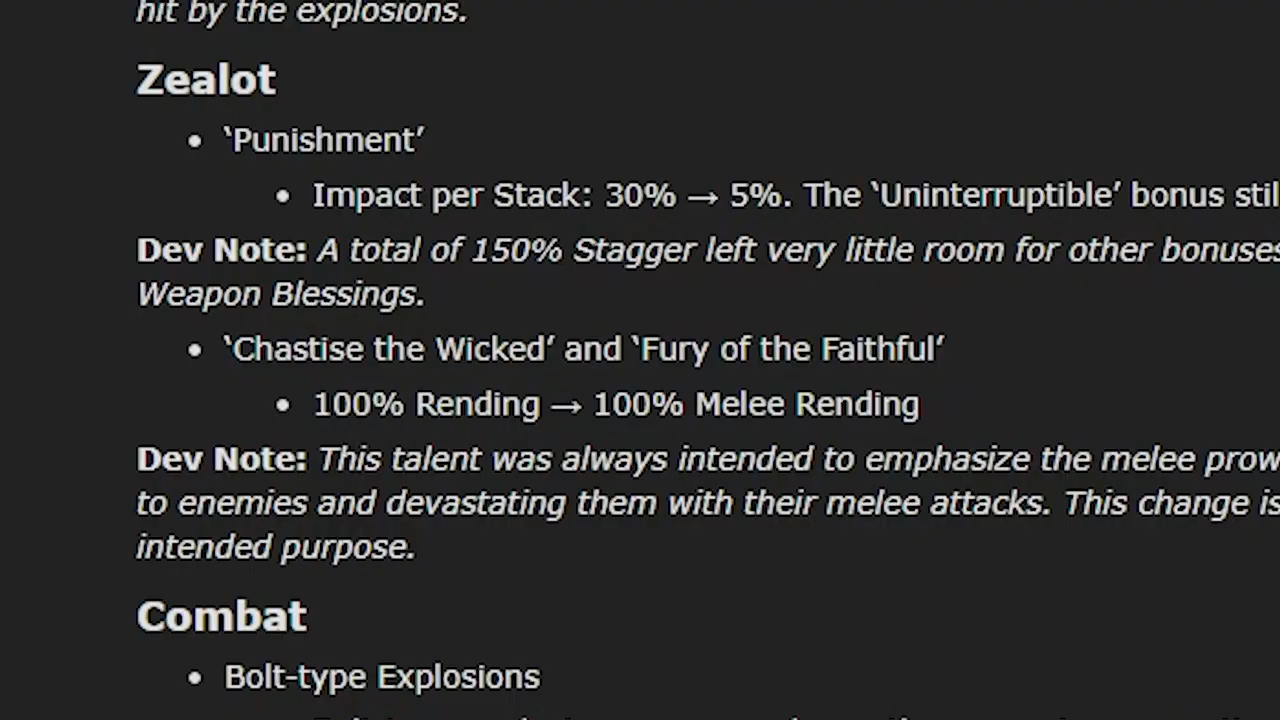 hit by the explosions.
Zealot
• ‘Punishment’
• Impact per Stack: 30% → 5%. The ‘Uninterruptible’ bonus
Dev Note: A total of 150% Stagger left very little room for other bonuses
Weapon Blessings.
• ‘Chastise the Wicked’ and ‘Fury of the Faithful’
• 100% Rending → 100% Melee Rending
Dev Note: This talent was always intended to emphasize the melee
to enemies and devastating them with their melee attacks. This change is
intended purpose.
Combat
• Bolt-type Explosions